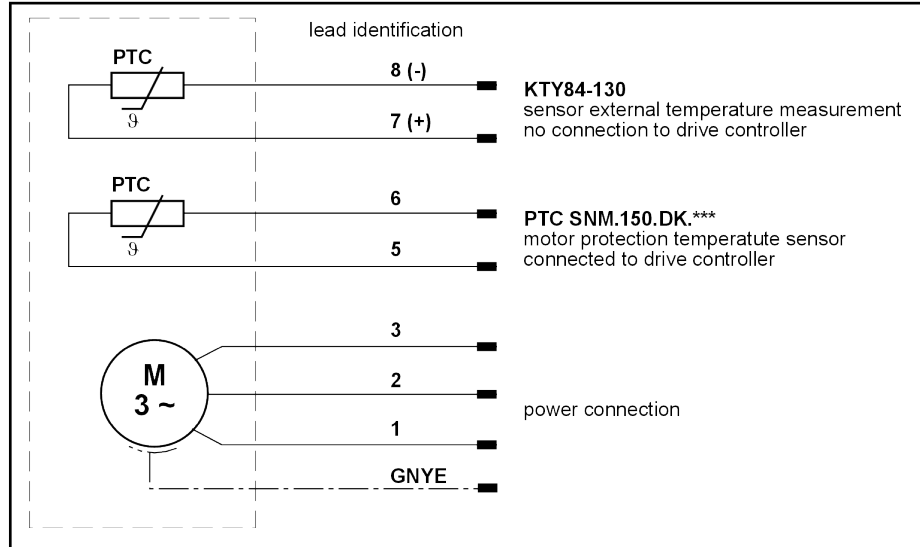 lead identification
PTC
8 (-)
ϑ
7 (+)
KTY84-130
sensor external temperature measurement
no connection to drive controller
PTC
6
ϑ
5
PTC SNM.150.DK.***
motor protection temperatute sensor
connected to drive controller
3
M
3 ~
2
1
power connection
GNYE